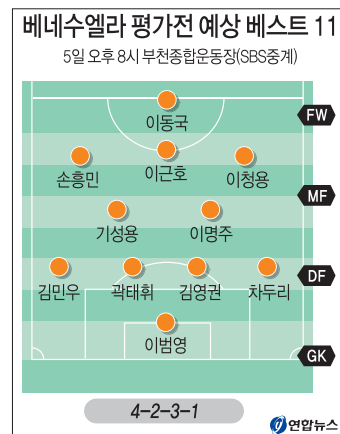 베네수엘라 평가전 예상 베스트 11
5일 오후 8시 부천종합운동장(SBS중계)
이동국
FW
손흥민
이근호
이청용
MF
기성용
이명주
DF
김민우
곽태휘
김영권
차두리
이범영
GK
4-2-3-1
연합뉴스